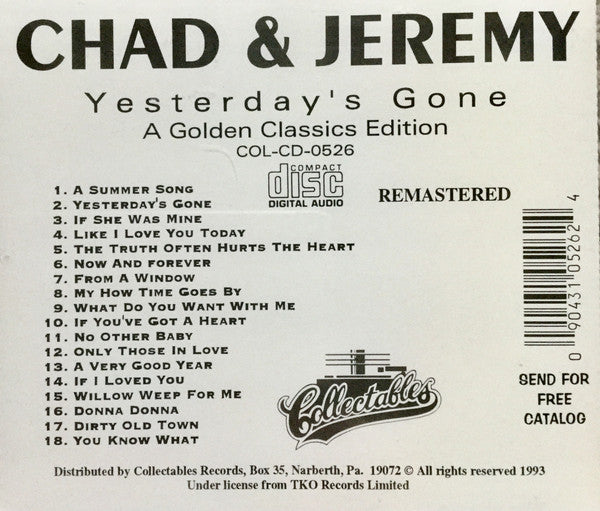 CHAD & JEREMY
Yesterday's Gone
A Golden Classics Edition
COL-CD-0526
COMPACT
disc
DIGITAL AUDIO
REMASTERED
1. A Summer Song
2. Yesterday's Gone
3. If She Was Mine
4. Like I Love You Today
5. The Truth Often Hurts The Heart
6. Now And forever
7. From A Window
8. My How Time Goes By
9. What Do You Want With Me
10. If You've Got A Heart
11. No Other Baby
12. Only Those In Love
13. A Very Good Year
14. If I Loved You
15. Willow Weep For Me
16. Donna Donna
17. Dirty Old Town
18. You Know What
0 90431 05262 4
Collectables
SEND FOR
FREE
CATALOG
Distributed by Collectables Records, Box 35, Narberth, Pa. 19072 © All rights reserved 1993
Under license from TKO Records Limited